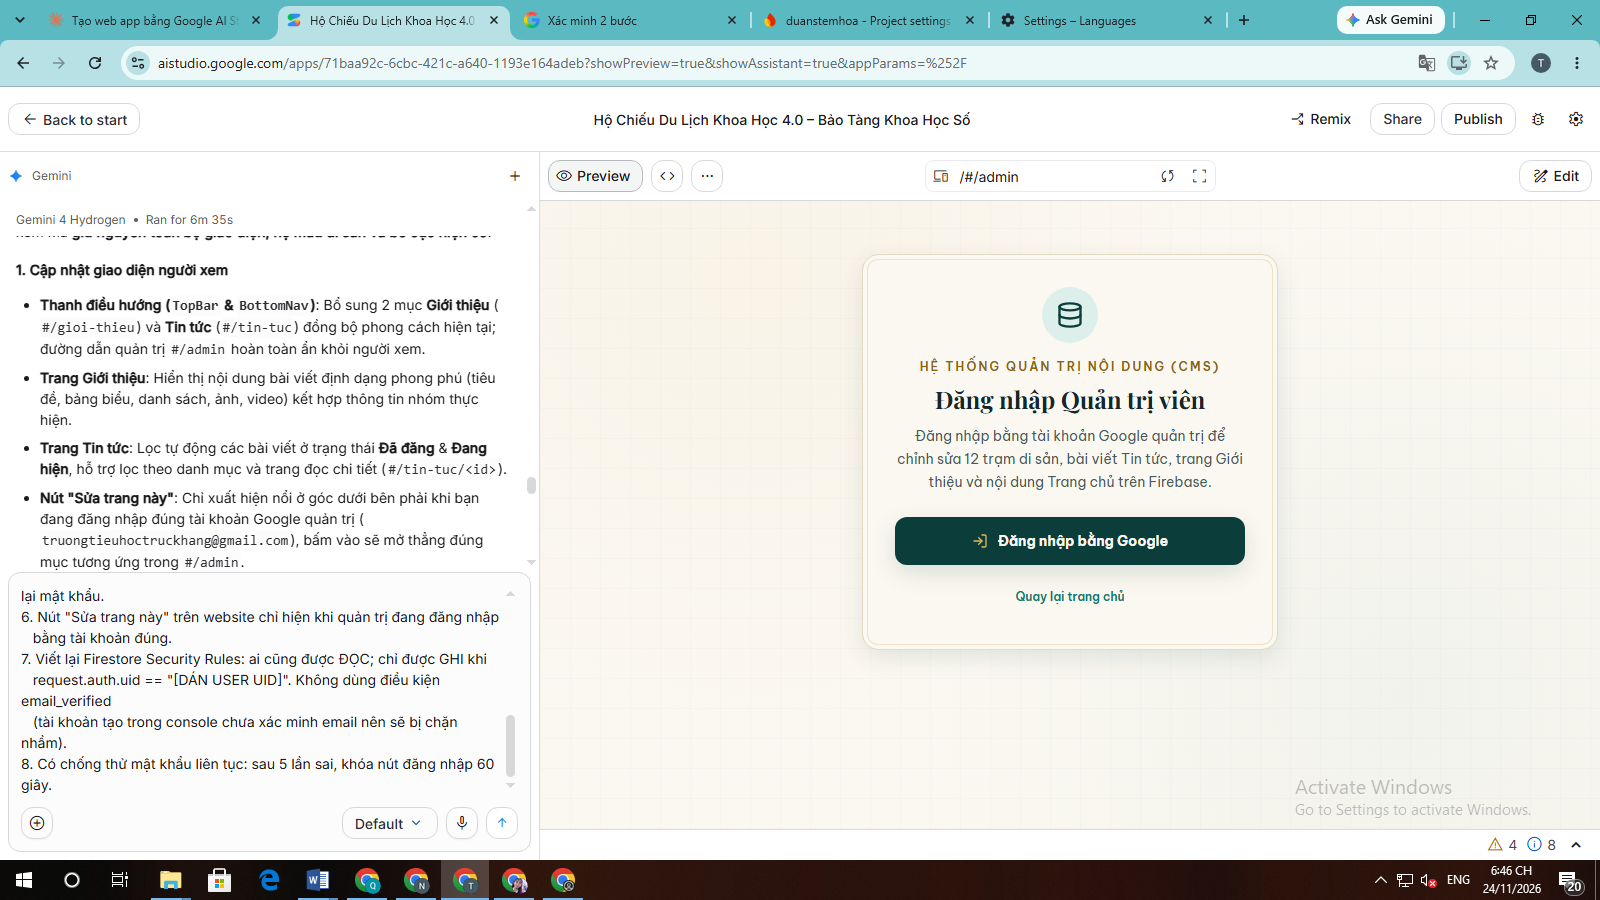 Tạo web app bằng Google AI S
Hộ Chiếu Du Lịch Khoa Học 4.0
Xác minh 2 bước
duanstemhoa - Project settings
Settings – Languages
Ask Gemini
aistudio.google.com/apps/71baa92c-6cbc-421c-a640-1193e164adeb?showPreview=true&showAssistant=true&appParams=%252F
T
Back to start
Hộ Chiếu Du Lịch Khoa Học 4.0 – Bảo Tàng Khoa Học Số
Remix
Share
Publish
Gemini
Preview
/#/admin
Edit
Gemini 4 Hydrogen • Ran for 6m 35s
1. Cập nhật giao diện người xem
• Thanh điều hướng (TopBar & BottomNav): Bổ sung 2 mục Giới thiệu (
#/gioi-thieu) và Tin tức (#/tin-tuc) đồng bộ phong cách hiện tại;
đường dẫn quản trị #/admin hoàn toàn ẩn khỏi người xem.
• Trang Giới thiệu: Hiển thị nội dung bài viết định dạng phong phú (tiêu
đề, bảng biểu, danh sách, ảnh, video) kết hợp thông tin nhóm thực
hiện.
• Trang Tin tức: Lọc tự động các bài viết ở trạng thái Đã đăng & Đang
hiện, hỗ trợ lọc theo danh mục và trang đọc chi tiết (#/tin-tuc/<id>).
• Nút "Sửa trang này": Chỉ xuất hiện nổi ở góc dưới bên phải khi bạn
đang đăng nhập đúng tài khoản Google quản trị (
truongtieuhoctruckhang@gmail.com), bấm vào sẽ mở thẳng đúng
mục tương ứng trong #/admin.
lại mật khẩu.
6. Nút "Sửa trang này" trên website chỉ hiện khi quản trị đang đăng nhập
bằng tài khoản đúng.
7. Viết lại Firestore Security Rules: ai cũng được ĐỌC; chỉ được GHI khi
request.auth.uid == "[DÁN USER UID]". Không dùng điều kiện
email_verified
(tài khoản tạo trong console chưa xác minh email nên sẽ bị chặn
nhầm).
8. Có chống thử mật khẩu liên tục: sau 5 lần sai, khóa nút đăng nhập 60
giây.
Default
HỆ THỐNG QUẢN TRỊ NỘI DUNG (CMS)
Đăng nhập Quản trị viên
Đăng nhập bằng tài khoản Google quản trị để
chỉnh sửa 12 trạm di sản, bài viết Tin tức, trang Giới
thiệu và nội dung Trang chủ trên Firebase.
Đăng nhập bằng Google
Quay lại trang chủ
Activate Windows
Go to Settings to activate Windows.
4
8
ENG
6:46 CH
24/11/2026
20